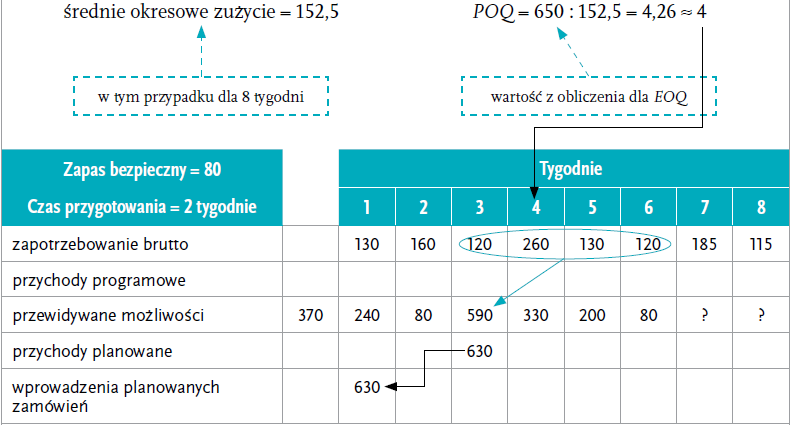 średnie okresowe zużycie = 152,5
POQ = 650 : 152,5 = 4,26 ≈ 4
w tym przypadku dla 8 tygodni
wartość z obliczenia dla EOQ
Zapas bezpieczny = 80
Czas przygotowania = 2 tygodnie
Tygodnie
1 2 3 4 5 6 7 8
zapotrzebowanie brutto 130 160 120 260 130 120 185 115
przychody programowe
przewidywane możliwości 370 240 80 590 330 200 80 ? ?
przychody planowane 630
wprowadzenia planowanych 630
zamówień